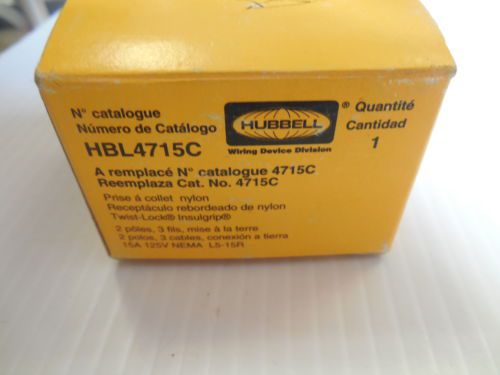 N° catalogue
Número de Catálogo
HBL4715C
HUBBELL
®
Wiring Device Division
Quantité
Cantidad
1
A remplacé N° catalogue 4715C
Reemplaza Cat. No. 4715C
Prise à collet nylon
Receptáculo rebordeado de nylon
Twist-Lock® Insulgrip®
2 pôles, 3 fils, mise à la terre
2 polos, 3 cables, conexión a tierra
15A 125V NEMA L5-15R